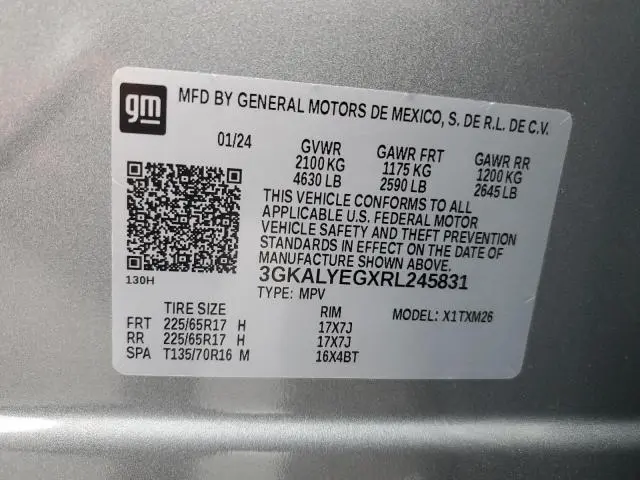 gm
MFD BY GENERAL MOTORS DE MEXICO, S. DE R.L. DE C.V.
01/24 GVWR GAWR FRT GAWR RR
2100 KG 1175 KG 1200 KG
4630 LB 2590 LB 2645 LB
THIS VEHICLE CONFORMS TO ALL
APPLICABLE U.S. FEDERAL MOTOR
VEHICLE SAFETY AND THEFT PREVENTION
STANDARDS IN EFFECT ON THE DATE OF
MANUFACTURE SHOWN ABOVE.
130H 3GKALYEGXRL245831
TYPE: MPV
TIRE SIZE RIM MODEL: X1TXM26
FRT 225/65R17 H 17X7J
RR 225/65R17 H 17X7J
SPA T135/70R16 M 16X4BT